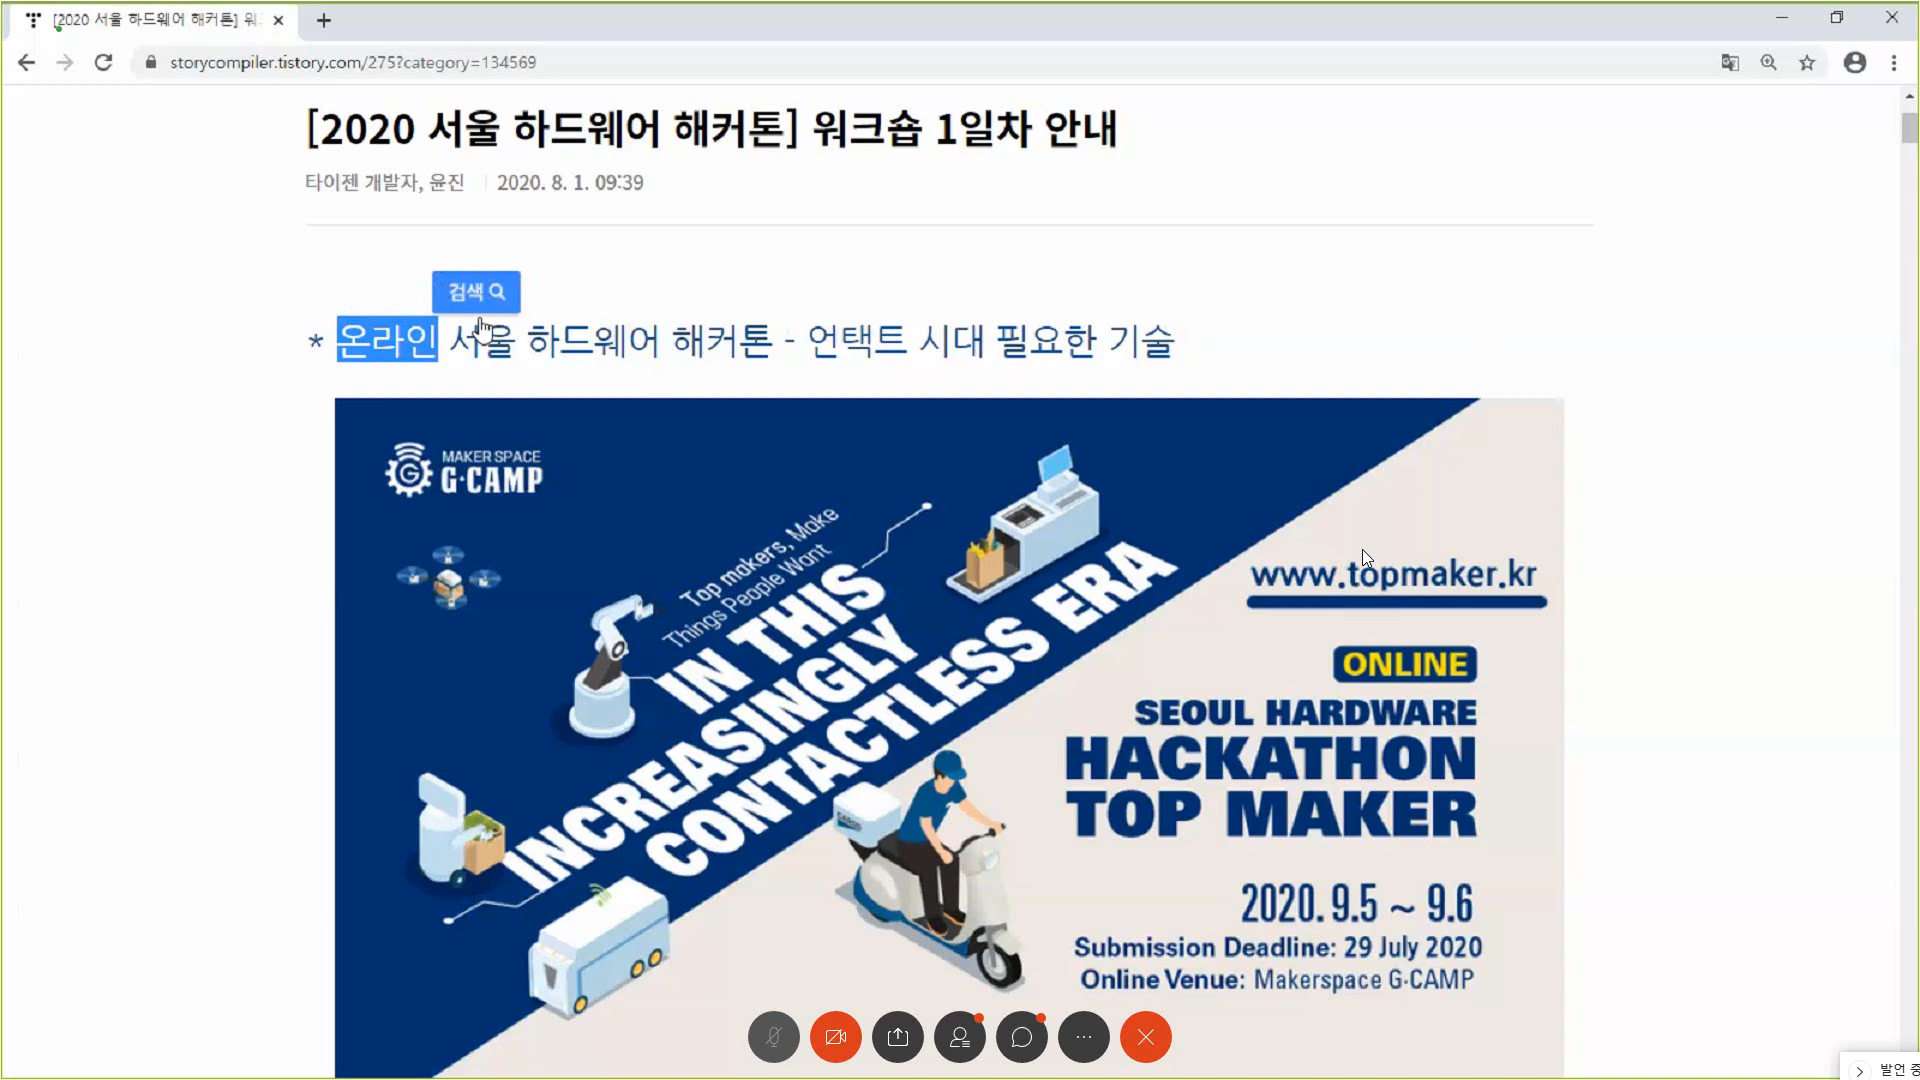 [2020 서울 하드웨어 해커톤] 워
storycompiler.tistory.com/275?category=134569
[2020 서울 하드웨어 해커톤] 워크숍 1일차 안내
타이젠 개발자, 윤진
2020. 8. 1. 09:39
검색
* 온라인 서울 하드웨어 해커톤 - 언택트 시대 필요한 기술
MAKER SPACE
G·CAMP
Top makers, Make
Things People Want
IN THIS
INCREASINGLY
CONTACTLESS ERA
www.topmaker.kr
ONLINE
SEOUL HARDWARE
HACKATHON
TOP MAKER
2020. 9.5 ~ 9.6
Submission Deadline: 29 July 2020
Online Venue: Makerspace G·CAMP
발언 중